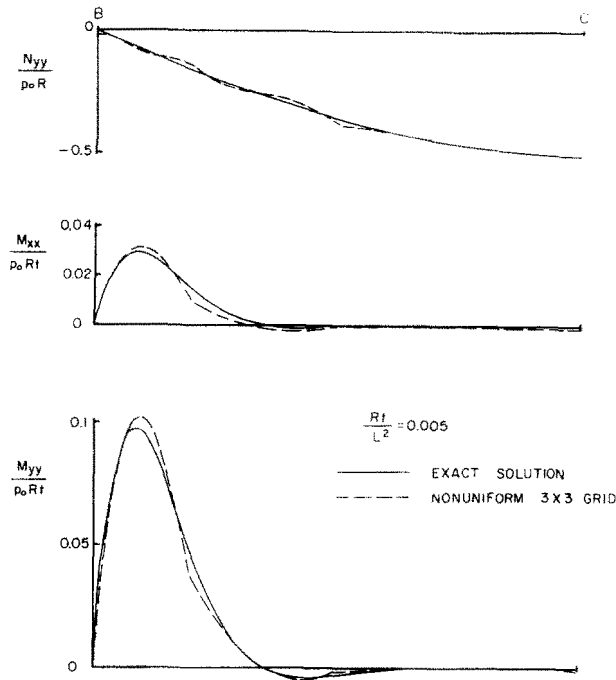 B C
0
Nyy
p₀R
-0.5
0.04
Mxx
p₀Rt
0.02
0
0.1
Rt
L²
=0.005
Myy
p₀Rt
EXACT SOLUTION
NONUNIFORM 3X3 GRID
0.05
0